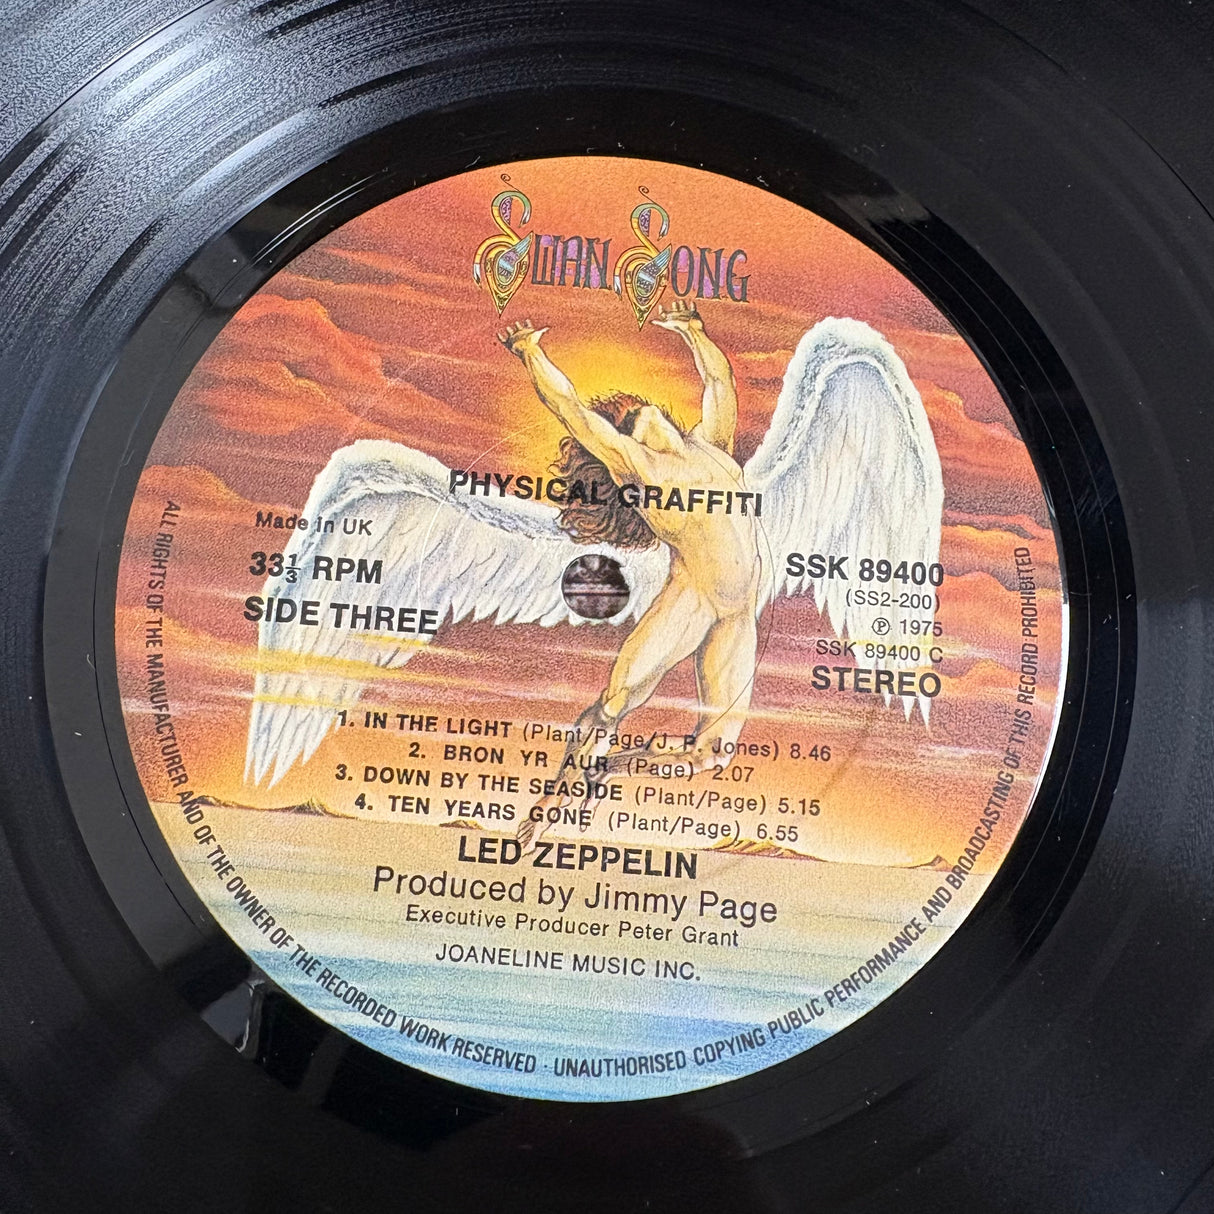 SWAN SONG
PHYSICAL GRAFFITI
Made in UK
33⅓ RPM
SIDE THREE
SSK 89400
(SS2-200)
℗ 1975
SSK 89400 C
STEREO
1. IN THE LIGHT (Plant/Page/J. P. Jones) 8.46
2. BRON YR AUR (Page) 2.07
3. DOWN BY THE SEASIDE (Plant/Page) 5.15
4. TEN YEARS GONE (Plant/Page) 6.55
LED ZEPPELIN
Produced by Jimmy Page
Executive Producer Peter Grant
JOANELINE MUSIC INC.
ALL RIGHTS OF THE MANUFACTURER AND OF THE OWNER OF THE RECORDED WORK RESERVED · UNAUTHORISED COPYING PUBLIC PERFORMANCE AND BROADCASTING OF THIS RECORD PROHIBITED